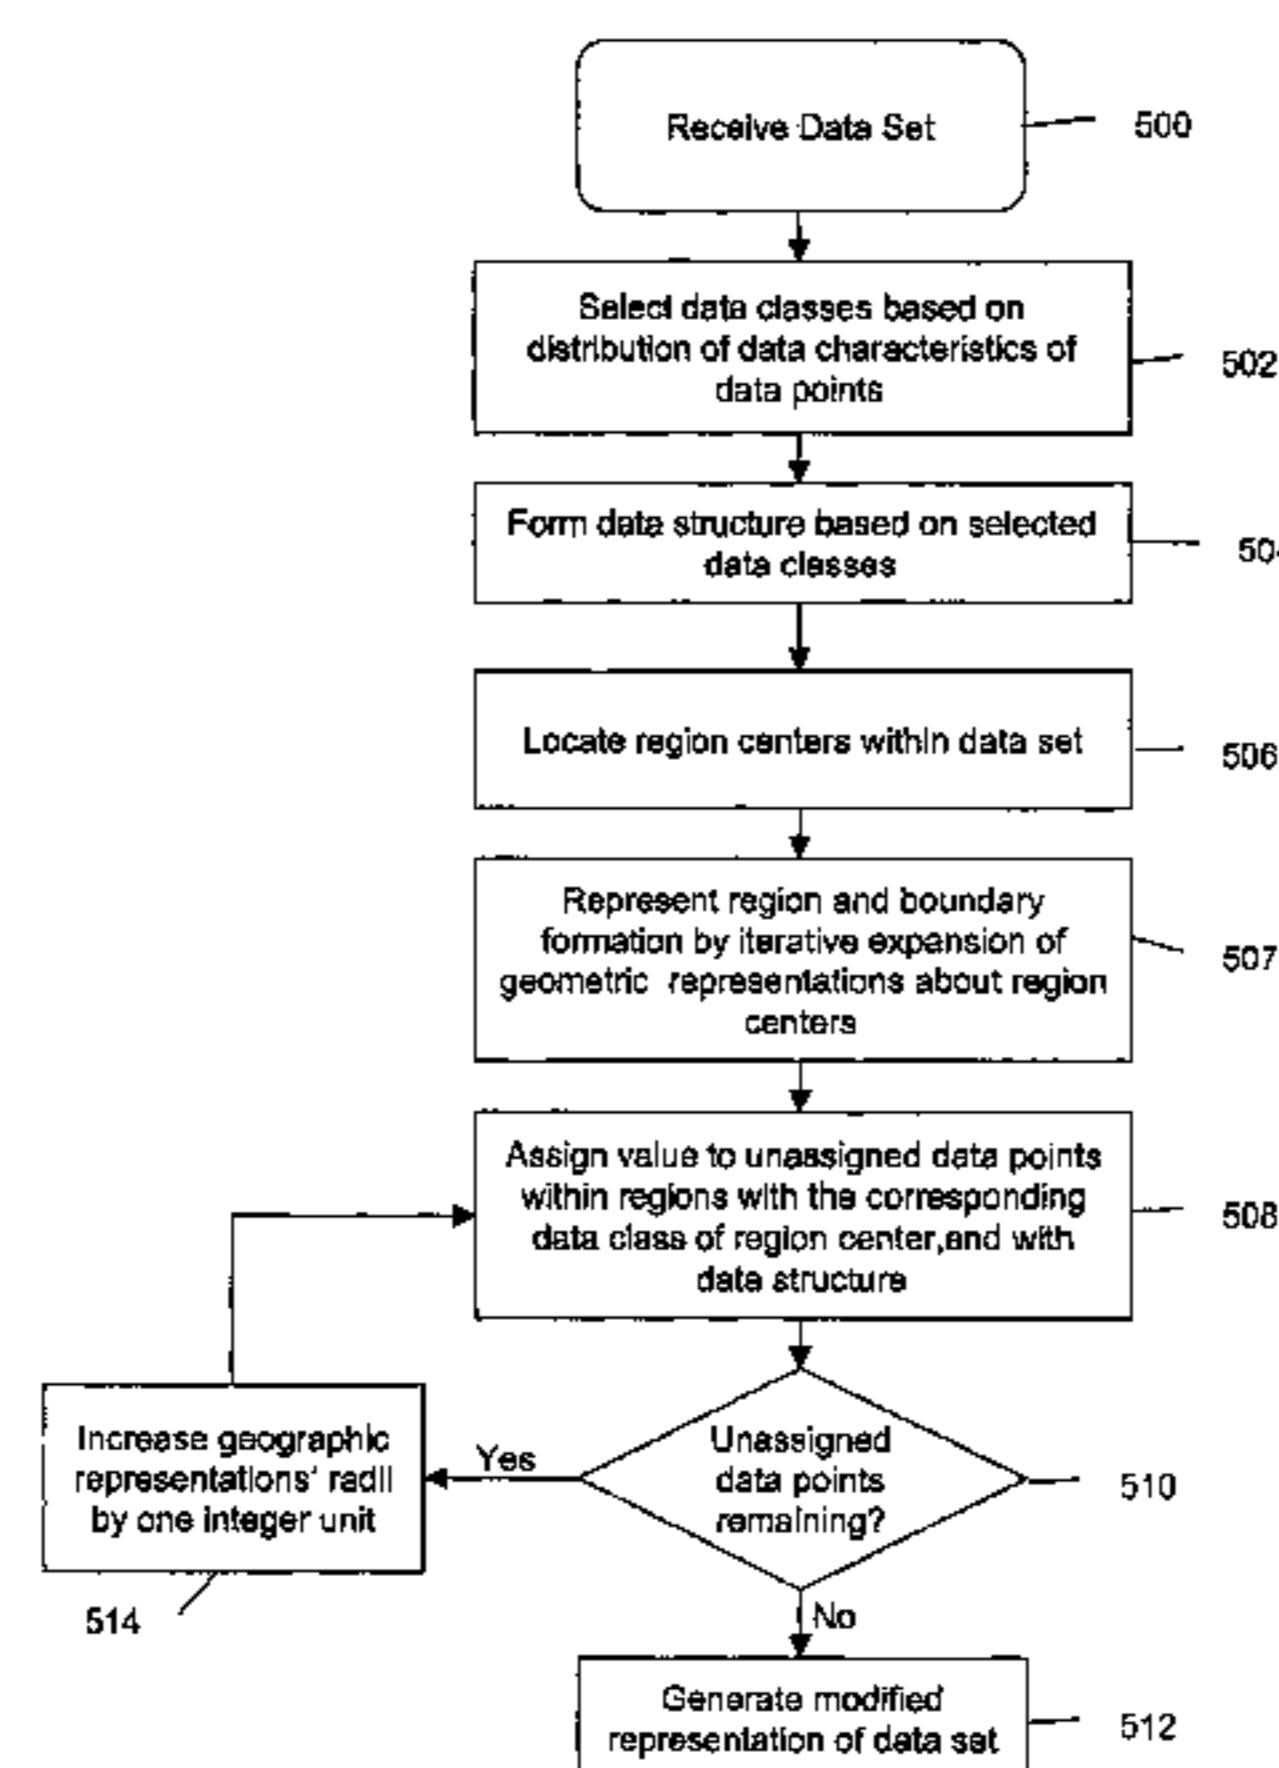 Receive Data Set
500
Select data classes based on
distribution of data characteristics of
data points
502
Form data structure based on selected
data classes
50
Locate region centers within data set
506
Represent region and boundary
formation by iterative expansion of
geometric representations about region
centers
507
Assign value to unassigned data points
within regions with the corresponding
data class of region center,and with
data structure
508
Increase geographic
representations' radii
by one integer unit
514
Yes
Unassigned
data points
remaining?
510
No
Generate modified
representation of data set
512